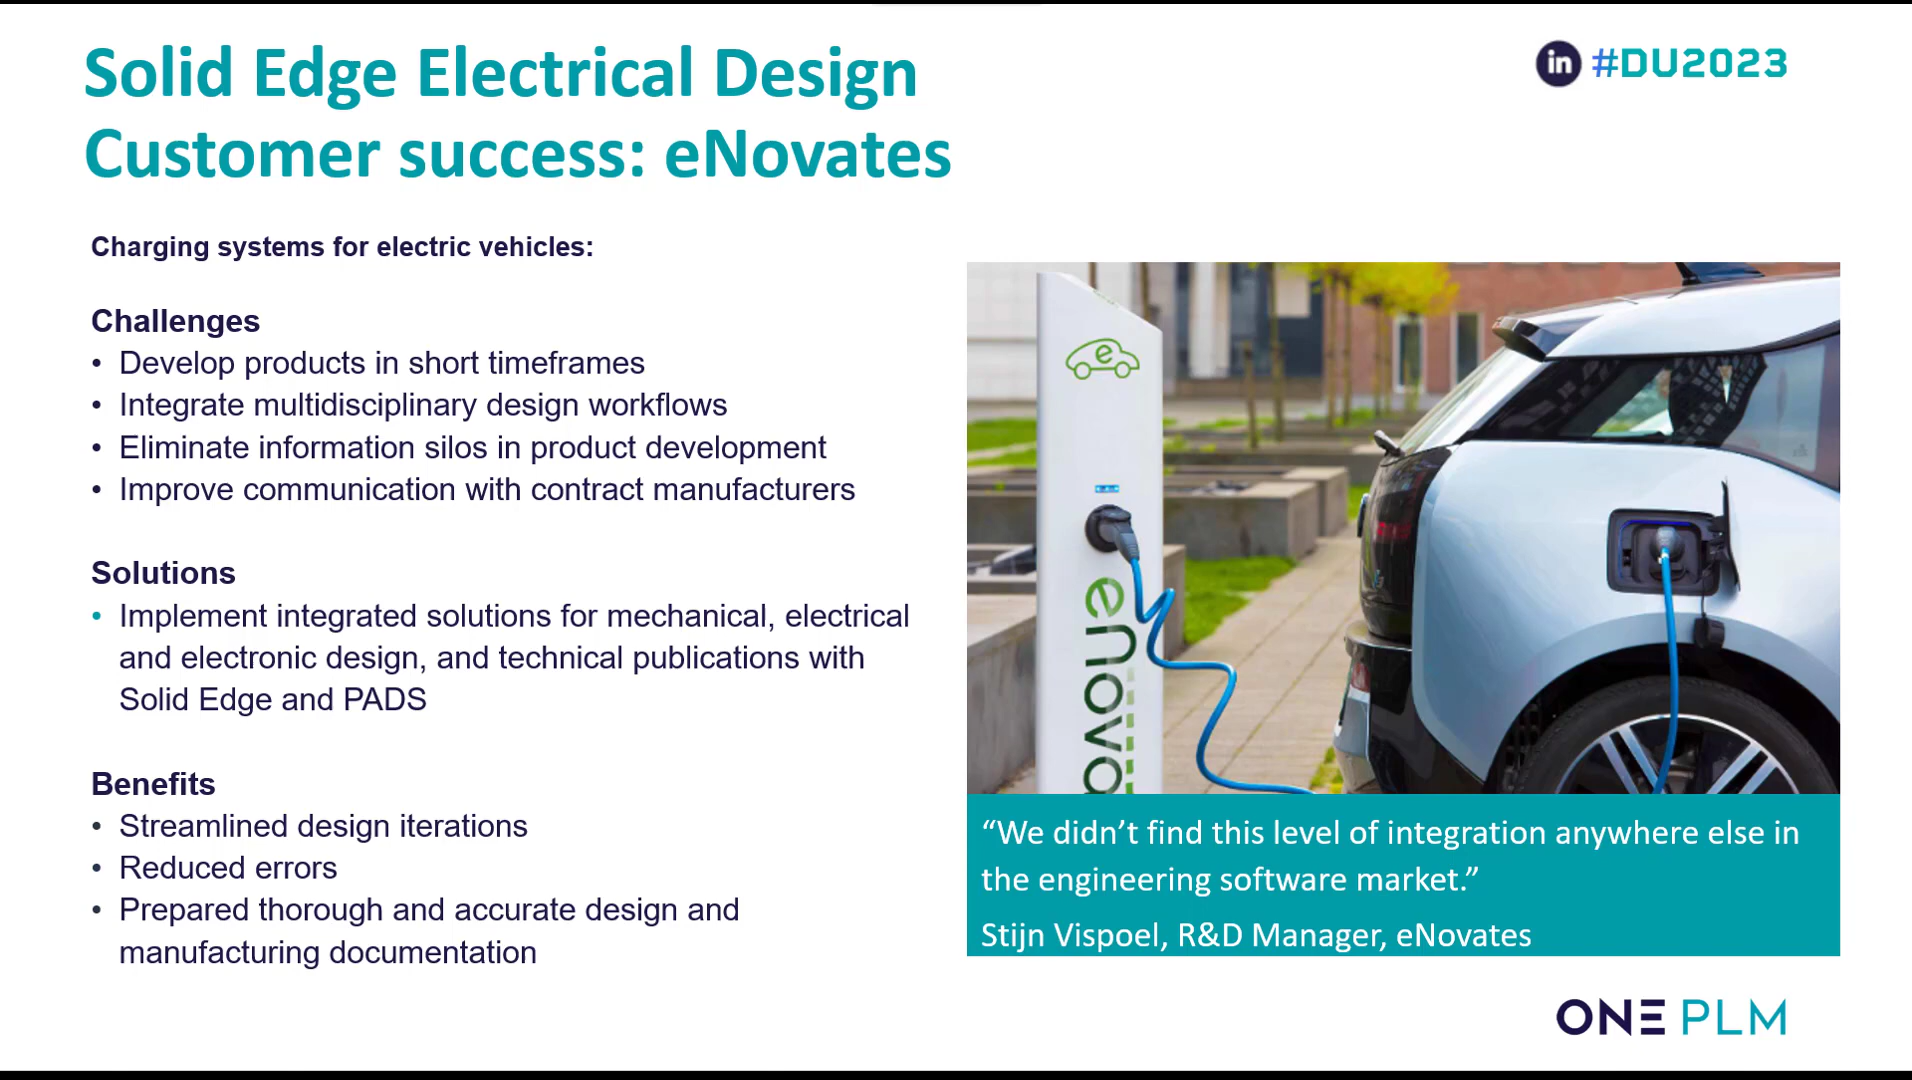 Solid Edge Electrical Design
Customer success: eNovates
in #DU2023
Charging systems for electric vehicles:
Challenges
• Develop products in short timeframes
• Integrate multidisciplinary design workflows
• Eliminate information silos in product development
• Improve communication with contract manufacturers
Solutions
• Implement integrated solutions for mechanical, electrical
and electronic design, and technical publications with
Solid Edge and PADS
Benefits
• Streamlined design iterations
• Reduced errors
• Prepared thorough and accurate design and
manufacturing documentation
e
enova
“We didn’t find this level of integration anywhere else in
the engineering software market.”
Stijn Vispoel, R&D Manager, eNovates
ONE PLM